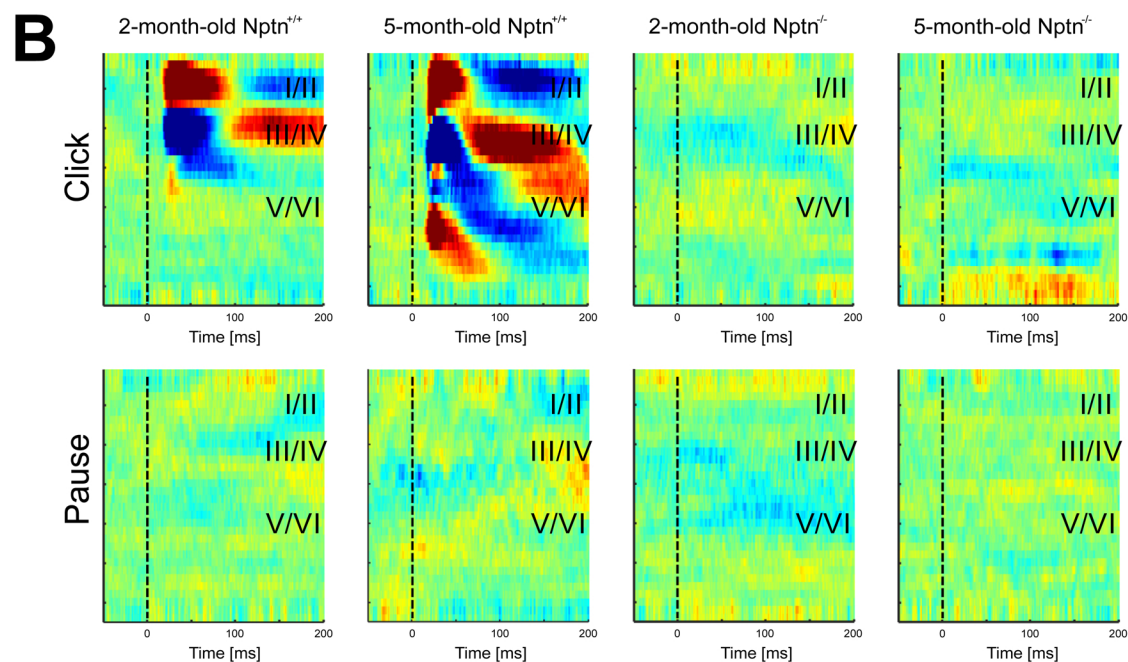 B
2-month-old Nptn+/+ 5-month-old Nptn+/+ 2-month-old Nptn-/- 5-month-old Nptn-/-
Click
I/II I/II I/II I/II
III/IV III/IV III/IV III/IV
V/VI V/VI V/VI V/VI
0 100 200 0 100 200 0 100 200 0 100 200
Time [ms] Time [ms] Time [ms] Time [ms]
Pause
I/II I/II I/II I/II
III/IV III/IV III/IV III/IV
V/VI V/VI V/VI V/VI
0 100 200 0 100 200 0 100 200 0 100 200
Time [ms] Time [ms] Time [ms] Time [ms]